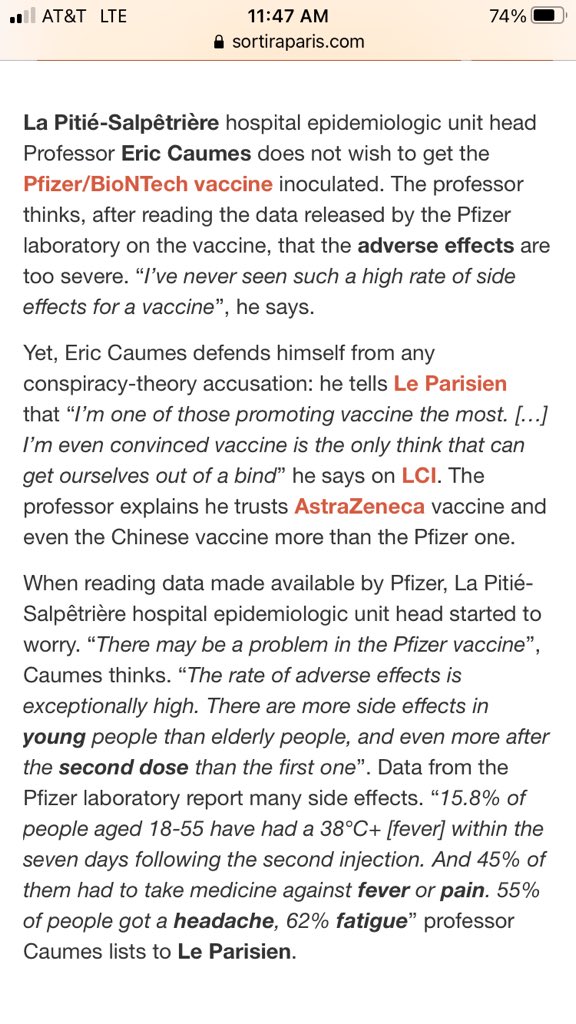 AT&T LTE 11:47 AM 74%
sortiraparis.com
La Pitié-Salpêtrière hospital epidemiologic unit head
Professor Eric Caumes does not wish to get the
Pfizer/BioNTech vaccine inoculated. The professor
thinks, after reading the data released by the Pfizer
laboratory on the vaccine, that the adverse effects are
too severe. “I’ve never seen such a high rate of side
effects for a vaccine”, he says.
Yet, Eric Caumes defends himself from any
conspiracy-theory accusation: he tells Le Parisien
that “I’m one of those promoting vaccine the most. [...]
I’m even convinced vaccine is the only think that can
get ourselves out of a bind” he says on LCI. The
professor explains he trusts AstraZeneca vaccine and
even the Chinese vaccine more than the Pfizer one.
When reading data made available by Pfizer, La Pitié-
Salpêtrière hospital epidemiologic unit head started to
worry. “There may be a problem in the Pfizer vaccine”,
Caumes thinks. “The rate of adverse effects is
exceptionally high. There are more side effects in
young people than elderly people, and even more after
the second dose than the first one”. Data from the
Pfizer laboratory report many side effects. “15.8% of
people aged 18-55 have had a 38°C+ [fever] within the
seven days following the second injection. And 45% of
them had to take medicine against fever or pain. 55%
of people got a headache, 62% fatigue” professor
Caumes lists to Le Parisien.